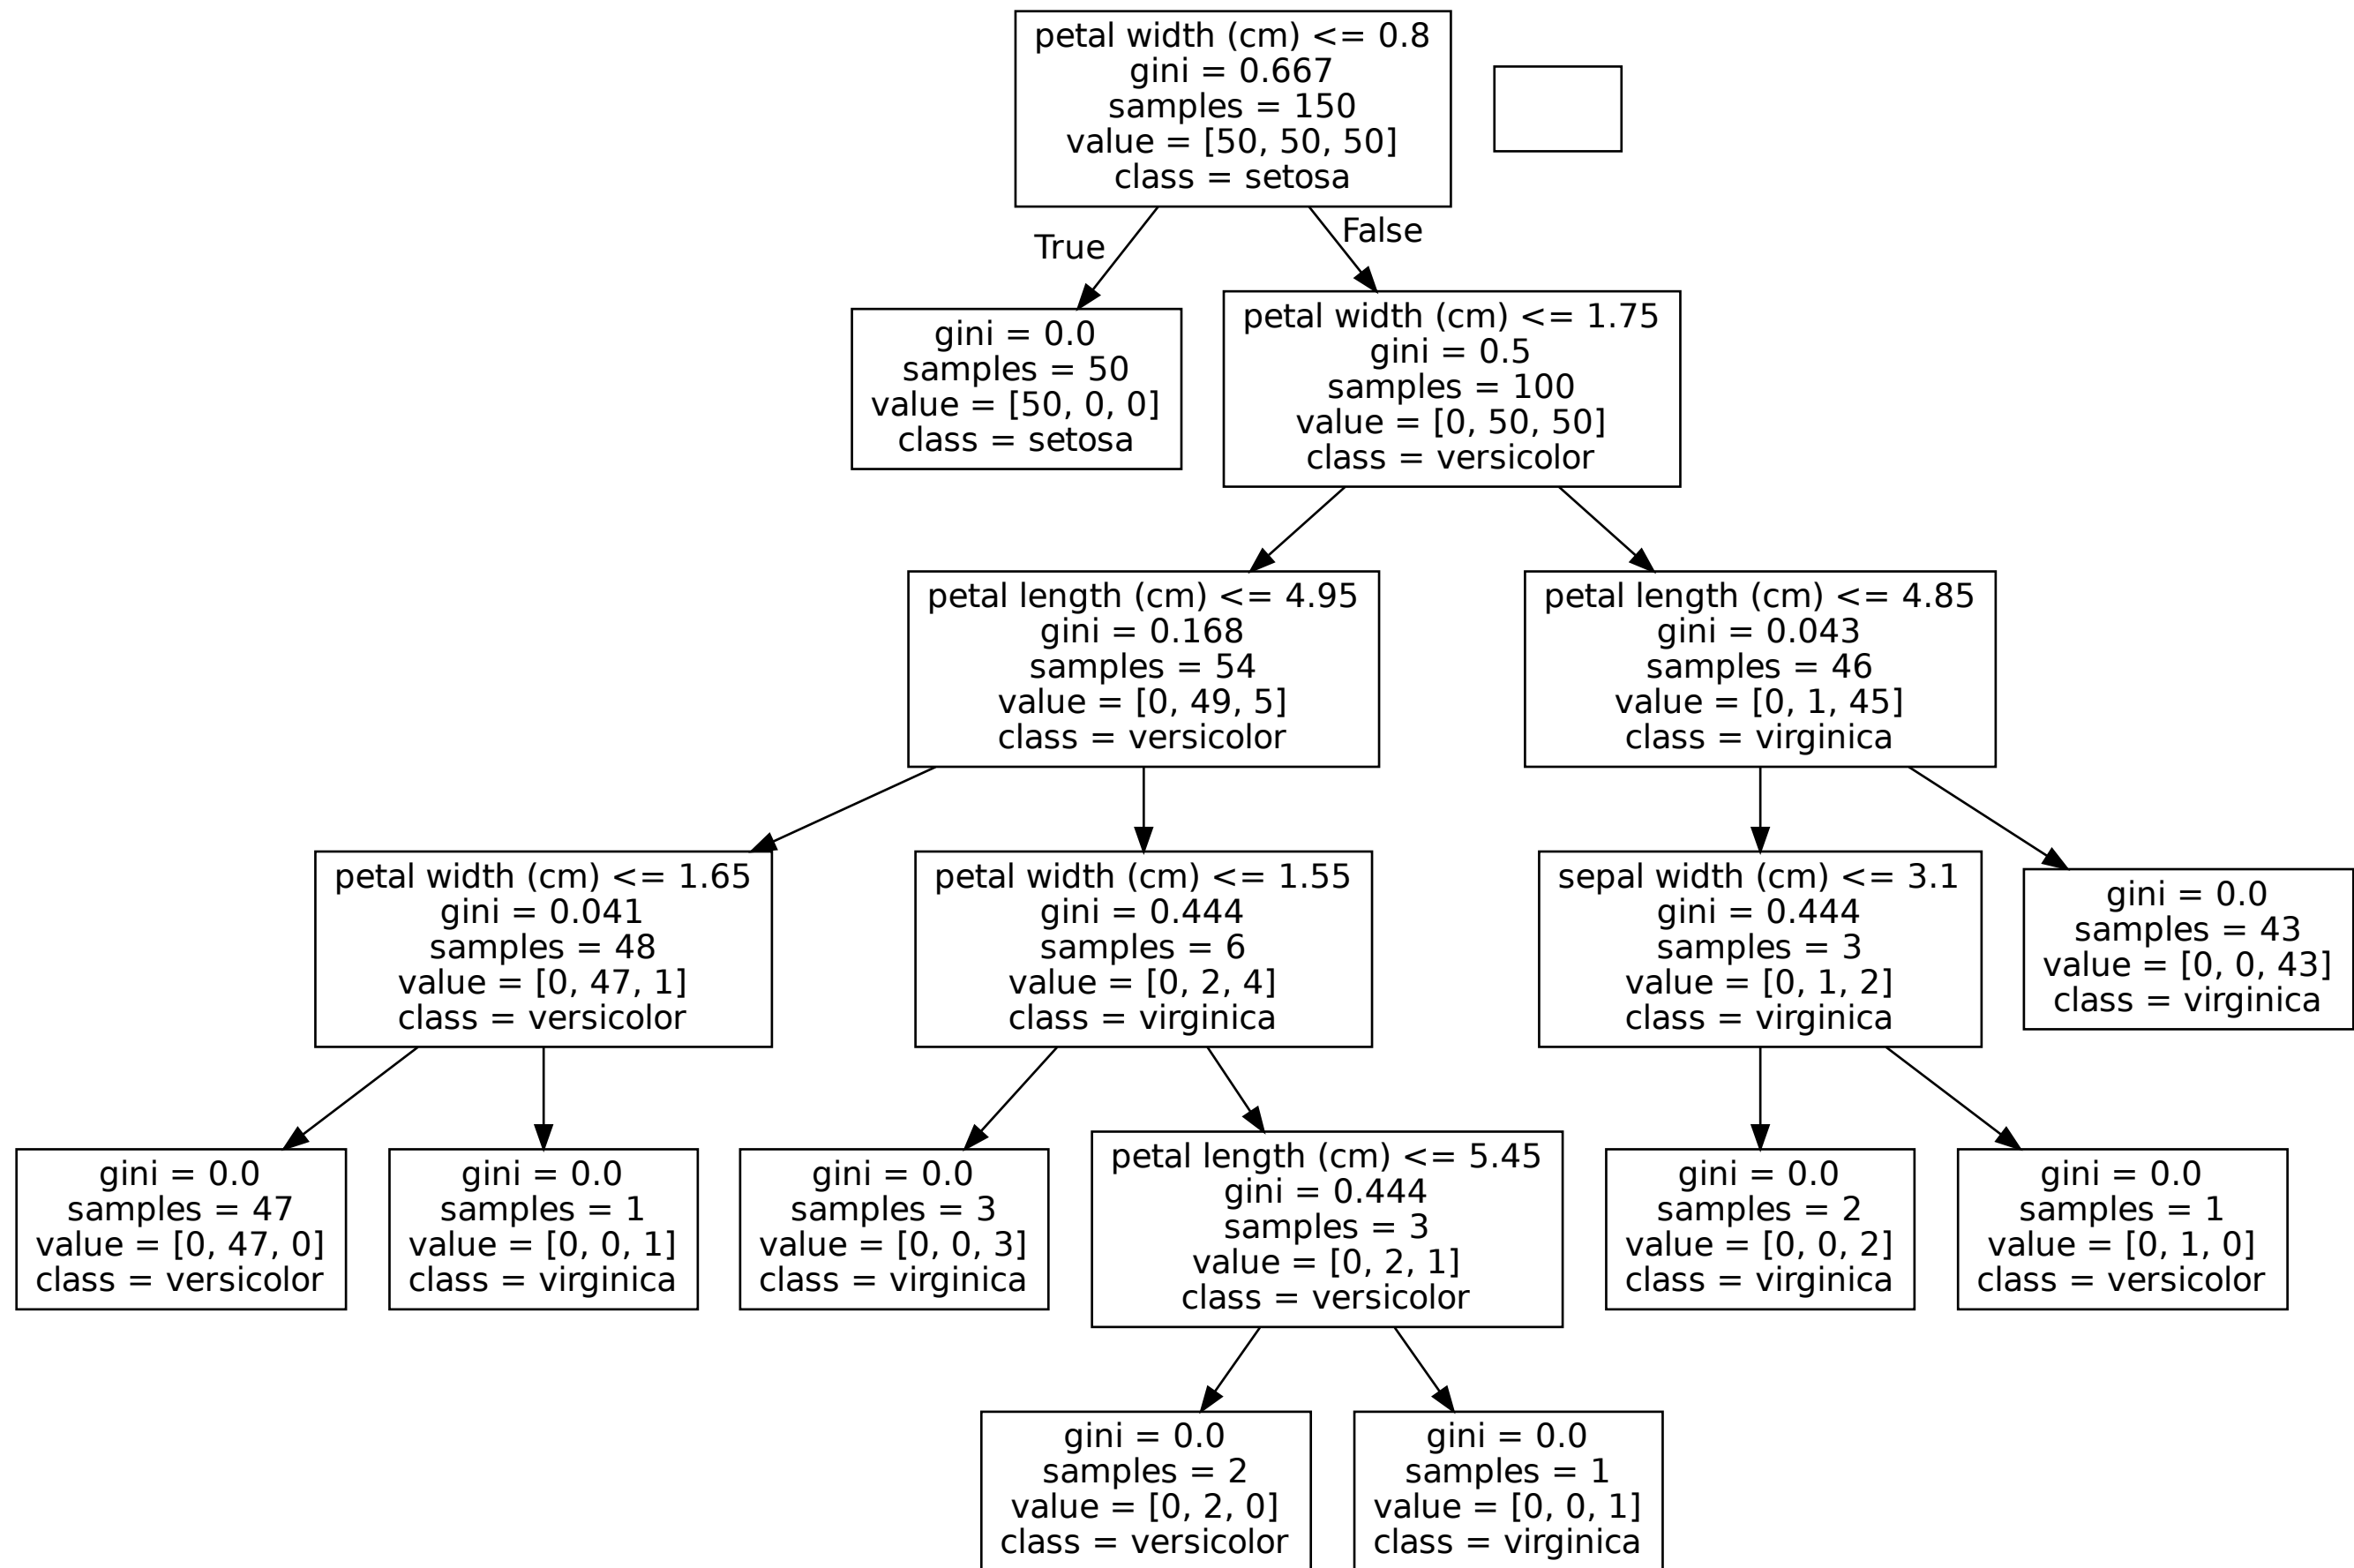 petal width (cm) <= 0.8
gini = 0.667
samples = 150
value = [50, 50, 50]
class = setosa
True
False
gini = 0.0
samples = 50
value = [50, 0, 0]
class = setosa
petal width (cm) <= 1.75
gini = 0.5
samples = 100
value = [0, 50, 50]
class = versicolor
petal length (cm) <= 4.95
gini = 0.168
samples = 54
value = [0, 49, 5]
class = versicolor
petal length (cm) <= 4.85
gini = 0.043
samples = 46
value = [0, 1, 45]
class = virginica
petal width (cm) <= 1.65
gini = 0.041
samples = 48
value = [0, 47, 1]
class = versicolor
petal width (cm) <= 1.55
gini = 0.444
samples = 6
value = [0, 2, 4]
class = virginica
sepal width (cm) <= 3.1
gini = 0.444
samples = 3
value = [0, 1, 2]
class = virginica
gini = 0.0
samples = 43
value = [0, 0, 43]
class = virginica
gini = 0.0
samples = 47
value = [0, 47, 0]
class = versicolor
gini = 0.0
samples = 1
value = [0, 0, 1]
class = virginica
gini = 0.0
samples = 3
value = [0, 0, 3]
class = virginica
petal length (cm) <= 5.45
gini = 0.444
samples = 3
value = [0, 2, 1]
class = versicolor
gini = 0.0
samples = 2
value = [0, 0, 2]
class = virginica
gini = 0.0
samples = 1
value = [0, 1, 0]
class = versicolor
gini = 0.0
samples = 2
value = [0, 2, 0]
class = versicolor
gini = 0.0
samples = 1
value = [0, 0, 1]
class = virginica